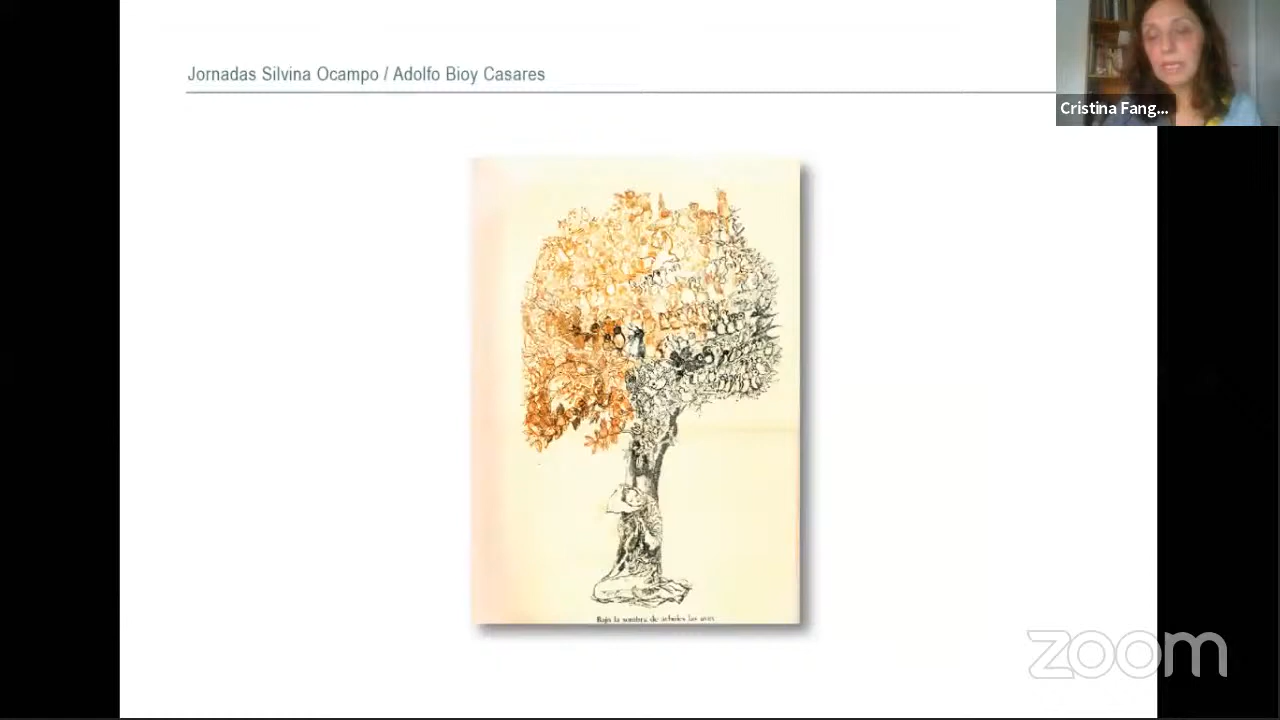 Jornadas Silvina Ocampo / Adolfo Bioy Casares
Cristina Fang...
Bajo la sombra de árboles las aves
zoom